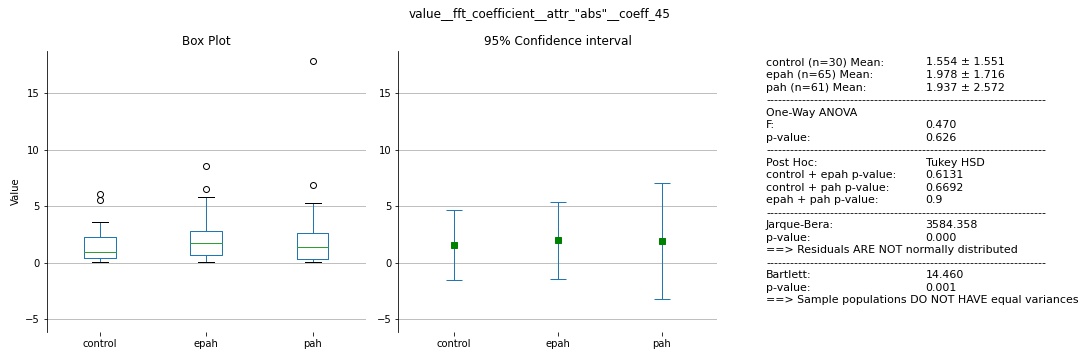 value__fft_coefficient__attr_"abs"__coeff_45
Box Plot
95% Confidence interval
Value
15
10
5
0
−5
control
epah
pah
15
10
5
0
−5
control
epah
pah
control (n=30) Mean: 1.554 ± 1.551
epah (n=65) Mean: 1.978 ± 1.716
pah (n=61) Mean: 1.937 ± 2.572
One-Way ANOVA
F: 0.470
p-value: 0.626
Post Hoc: Tukey HSD
control + epah p-value: 0.6131
control + pah p-value: 0.6692
epah + pah p-value: 0.9
Jarque-Bera: 3584.358
p-value: 0.000
==> Residuals ARE NOT normally distributed
Bartlett: 14.460
p-value: 0.001
==> Sample populations DO NOT HAVE equal variances